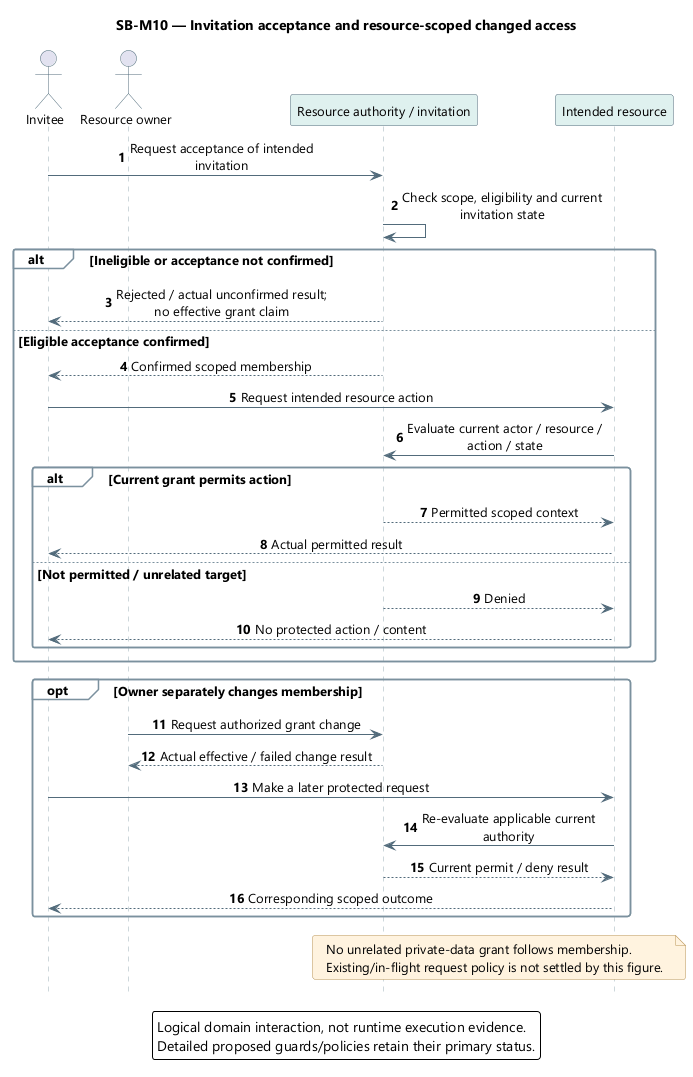 SB-M10 — Invitation acceptance and resource-scoped changed access
Invitee
Resource owner
Resource authority / invitation
Intended resource
1 Request acceptance of intended
invitation
2 Check scope, eligibility and current
invitation state
alt [Ineligible or acceptance not confirmed]
3 Rejected / actual unconfirmed result;
no effective grant claim
[Eligible acceptance confirmed]
4 Confirmed scoped membership
5 Request intended resource action
6 Evaluate current actor / resource /
action / state
alt [Current grant permits action]
7 Permitted scoped context
8 Actual permitted result
[Not permitted / unrelated target]
9 Denied
10 No protected action / content
opt [Owner separately changes membership]
11 Request authorized grant change
12 Actual effective / failed change result
13 Make a later protected request
14 Re-evaluate applicable current
authority
15 Current permit / deny result
16 Corresponding scoped outcome
No unrelated private-data grant follows membership.
Existing/in-flight request policy is not settled by this figure.
Logical domain interaction, not runtime execution evidence.
Detailed proposed guards/policies retain their primary status.